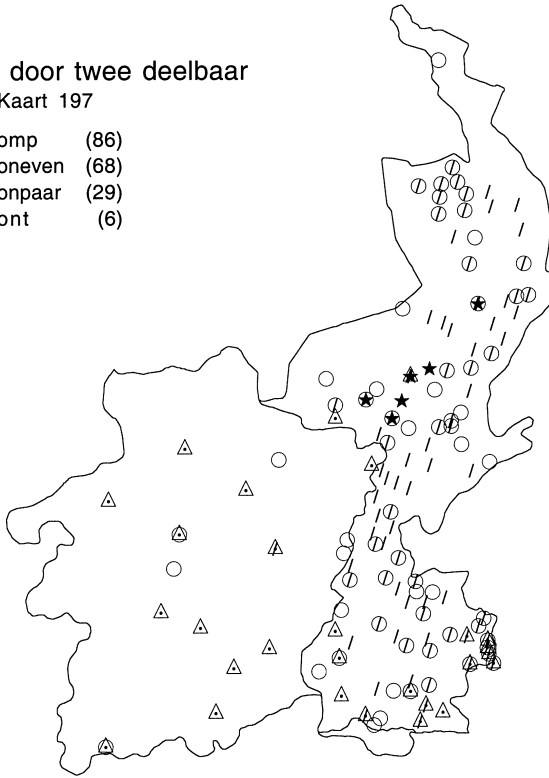 door twee deelbaar
Kaart 197
omp (86)
oneven (68)
onpaar (29)
ont (6)